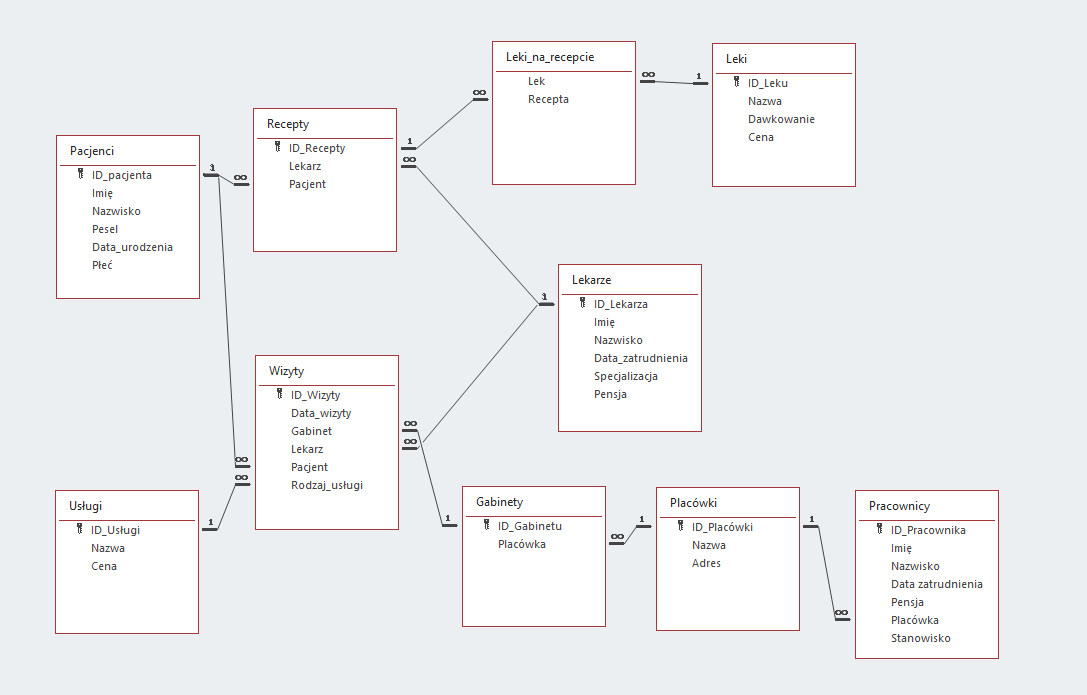 Pacjenci
ID_pacjenta
Imię
Nazwisko
Pesel
Data_urodzenia
Płeć
1
∞
Recepty
ID_Recepty
Lekarz
Pacjent
1
∞
∞
Leki_na_recepcie
Lek
Recepta
∞
1
Leki
ID_Leku
Nazwa
Dawkowanie
Cena
1
Lekarze
ID_Lekarza
Imię
Nazwisko
Data_zatrudnienia
Specjalizacja
Pensja
Wizyty
ID_Wizyty
Data_wizyty
Gabinet
Lekarz
Pacjent
Rodzaj_usługi
∞
∞
∞
∞
Usługi
ID_Usługi
Nazwa
Cena
1
1
Gabinety
ID_Gabinetu
Placówka
∞
1
Placówki
ID_Placówki
Nazwa
Adres
1
∞
Pracownicy
ID_Pracownika
Imię
Nazwisko
Data zatrudnienia
Pensja
Placówka
Stanowisko